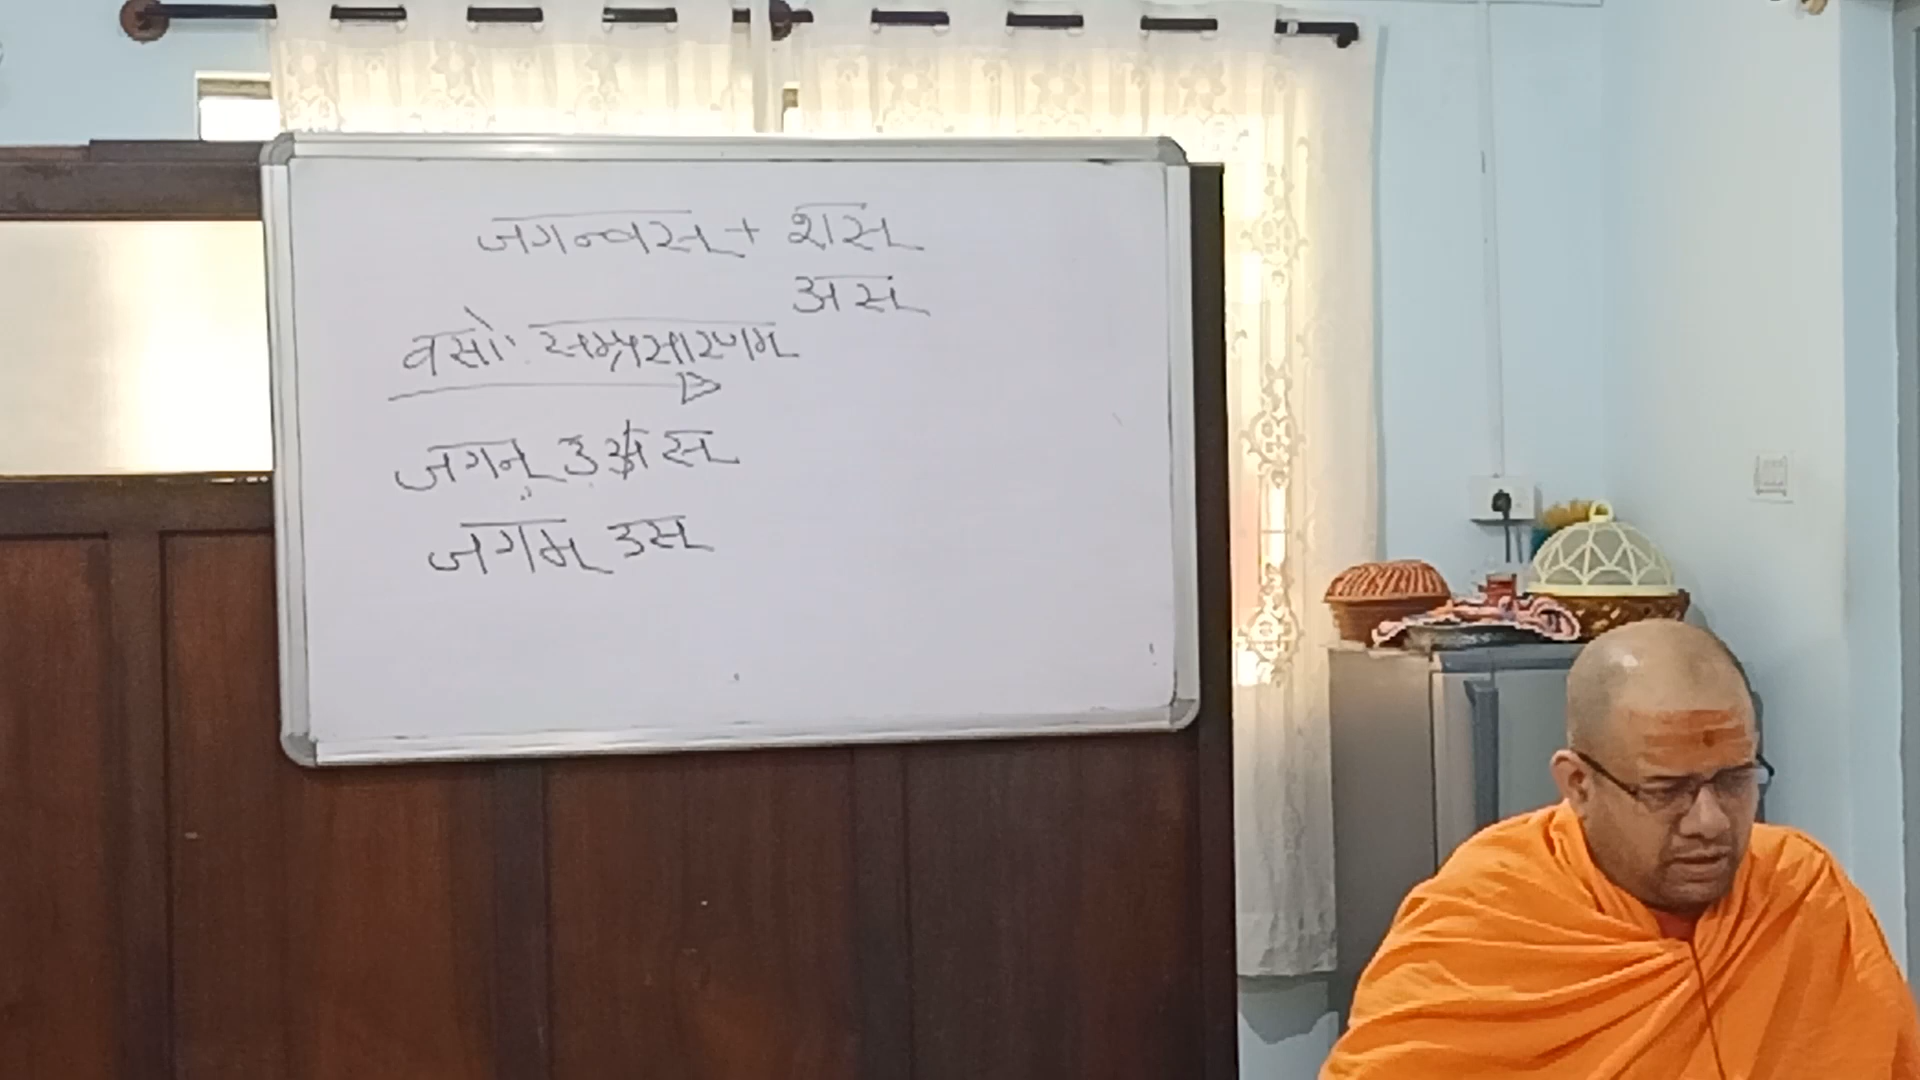 जगन्वस् + शस्
अस्
वसोः सम्प्रसारणम्
जगन् उ अ स्
जगम् उस्